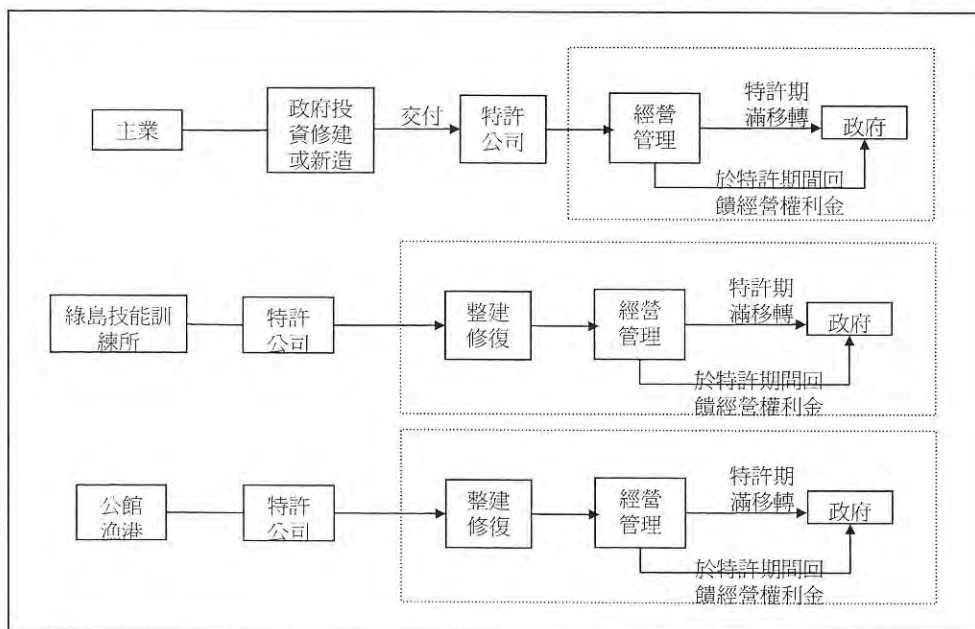 主業
政府投
資修建
或新造
交付
特許
公司
經營
管理
特許期
滿移轉
政府
於特許期間回
饋經營權利金
綠島技能訓
練所
特許
公司
整建
修復
經營
管理
特許期
滿移轉
政府
於特許期間回
饋經營權利金
公館
漁港
特許
公司
整建
修復
經營
管理
特許期
滿移轉
政府
於特許期間回
饋經營權利金